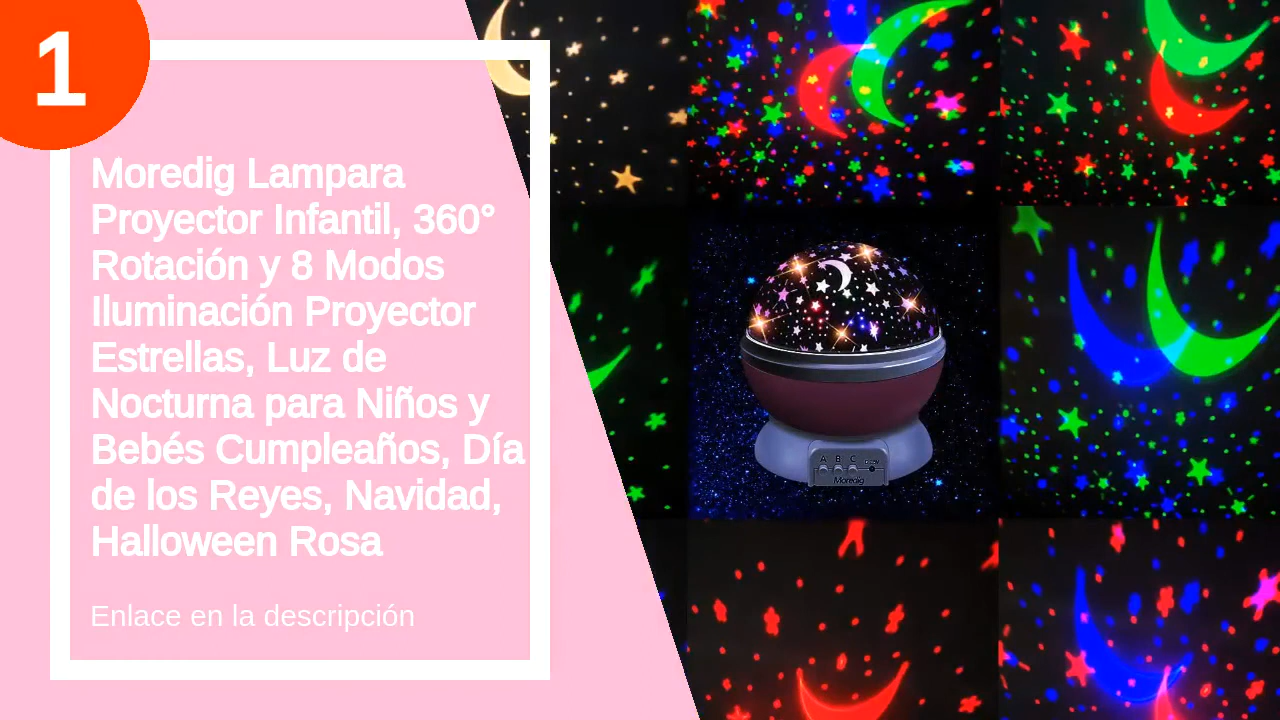 1
Moredig Lampara
Proyector Infantil, 360°
Rotación y 8 Modos
Iluminación Proyector
Estrellas, Luz de
Nocturna para Niños y
Bebés Cumpleaños, Día
de los Reyes, Navidad,
Halloween Rosa
Enlace en la descripción
A B C
Moredig